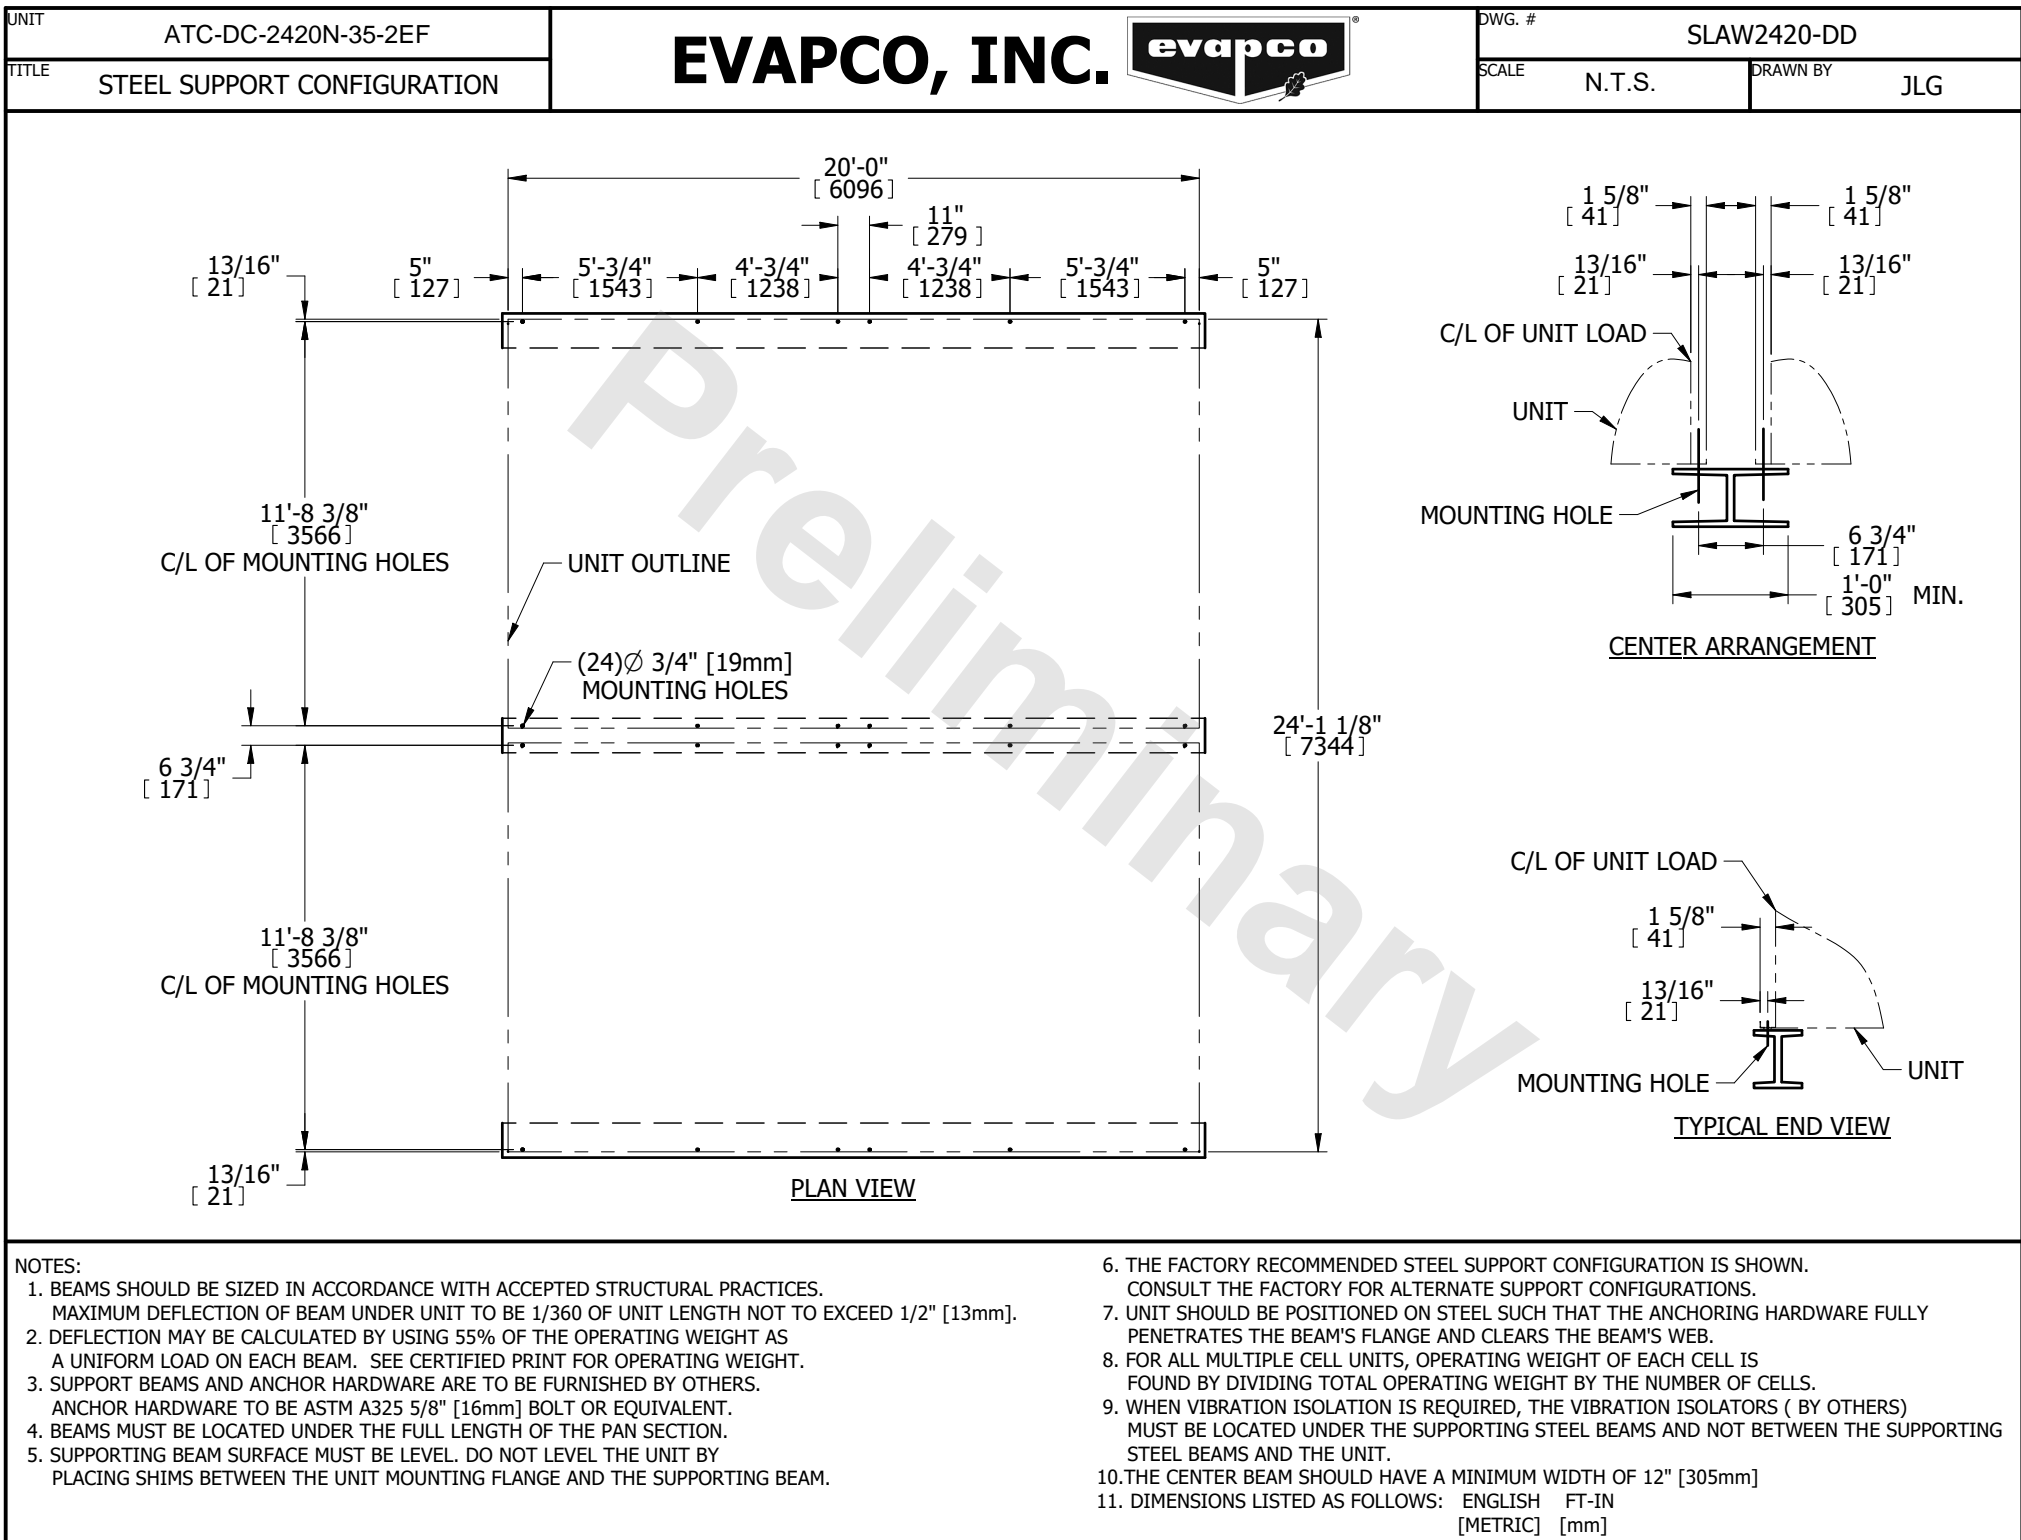 UNIT
ATC-DC-2420N-35-2EF
TITLE
STEEL SUPPORT CONFIGURATION
EVAPCO, INC.
evapco
®
DWG. #
SLAW2420-DD
SCALE
N.T.S.
DRAWN BY
JLG
20'-0"
[ 6096 ]
11"
[ 279 ]
13/16"
[ 21 ]
5"
[ 127 ]
5'-3/4"
[ 1543 ]
4'-3/4"
[ 1238 ]
4'-3/4"
[ 1238 ]
5'-3/4"
[ 1543 ]
5"
[ 127 ]
11'-8 3/8"
[ 3566 ]
C/L OF MOUNTING HOLES
UNIT OUTLINE
(24)Ø 3/4" [19mm]
MOUNTING HOLES
6 3/4"
[ 171 ]
24'-1 1/8"
[ 7344 ]
11'-8 3/8"
[ 3566 ]
C/L OF MOUNTING HOLES
13/16"
[ 21 ]
PLAN VIEW
Preliminary
1 5/8"
[ 41 ]
1 5/8"
[ 41 ]
13/16"
[ 21 ]
13/16"
[ 21 ]
C/L OF UNIT LOAD
UNIT
MOUNTING HOLE
6 3/4"
[ 171 ]
1'-0"
[ 305 ]
MIN.
CENTER ARRANGEMENT
C/L OF UNIT LOAD
1 5/8"
[ 41 ]
13/16"
[ 21 ]
MOUNTING HOLE
UNIT
TYPICAL END VIEW
NOTES:
1. BEAMS SHOULD BE SIZED IN ACCORDANCE WITH ACCEPTED STRUCTURAL PRACTICES.
MAXIMUM DEFLECTION OF BEAM UNDER UNIT TO BE 1/360 OF UNIT LENGTH NOT TO EXCEED 1/2" [13mm].
2. DEFLECTION MAY BE CALCULATED BY USING 55% OF THE OPERATING WEIGHT AS
A UNIFORM LOAD ON EACH BEAM. SEE CERTIFIED PRINT FOR OPERATING WEIGHT.
3. SUPPORT BEAMS AND ANCHOR HARDWARE ARE TO BE FURNISHED BY OTHERS.
ANCHOR HARDWARE TO BE ASTM A325 5/8" [16mm] BOLT OR EQUIVALENT.
4. BEAMS MUST BE LOCATED UNDER THE FULL LENGTH OF THE PAN SECTION.
5. SUPPORTING BEAM SURFACE MUST BE LEVEL. DO NOT LEVEL THE UNIT BY
PLACING SHIMS BETWEEN THE UNIT MOUNTING FLANGE AND THE SUPPORTING BEAM.
6. THE FACTORY RECOMMENDED STEEL SUPPORT CONFIGURATION IS SHOWN.
CONSULT THE FACTORY FOR ALTERNATE SUPPORT CONFIGURATIONS.
7. UNIT SHOULD BE POSITIONED ON STEEL SUCH THAT THE ANCHORING HARDWARE FULLY
PENETRATES THE BEAM'S FLANGE AND CLEARS THE BEAM'S WEB.
8. FOR ALL MULTIPLE CELL UNITS, OPERATING WEIGHT OF EACH CELL IS
FOUND BY DIVIDING TOTAL OPERATING WEIGHT BY THE NUMBER OF CELLS.
9. WHEN VIBRATION ISOLATION IS REQUIRED, THE VIBRATION ISOLATORS ( BY OTHERS)
MUST BE LOCATED UNDER THE SUPPORTING STEEL BEAMS AND NOT BETWEEN THE SUPPORTING
STEEL BEAMS AND THE UNIT.
10.THE CENTER BEAM SHOULD HAVE A MINIMUM WIDTH OF 12" [305mm]
11. DIMENSIONS LISTED AS FOLLOWS: ENGLISH FT-IN
[METRIC] [mm]